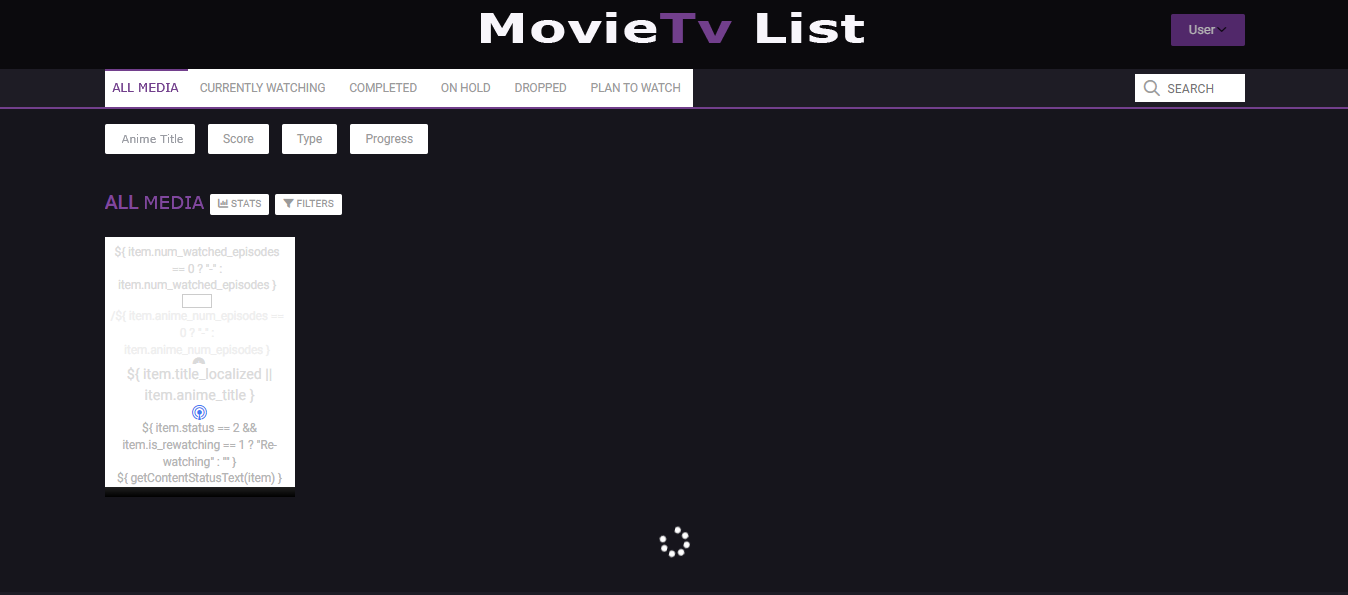 MovieTv List
User
ALL MEDIA CURRENTLY WATCHING COMPLETED ON HOLD DROPPED PLAN TO WATCH
SEARCH
Anime Title Score Type Progress
ALL MEDIA STATS FILTERS
${ item.num_watched_episodes
== 0 ? "-" :
item.num_watched_episodes }
/${ item.anime_num_episodes ==
0 ? "-" :
item.anime_num_episodes }
${ item.title_localized ||
item.anime_title }
${ item.status == 2 &&
item.is_rewatching == 1 ? "Re-
watching" : "" }
${ getContentStatusText(item) }